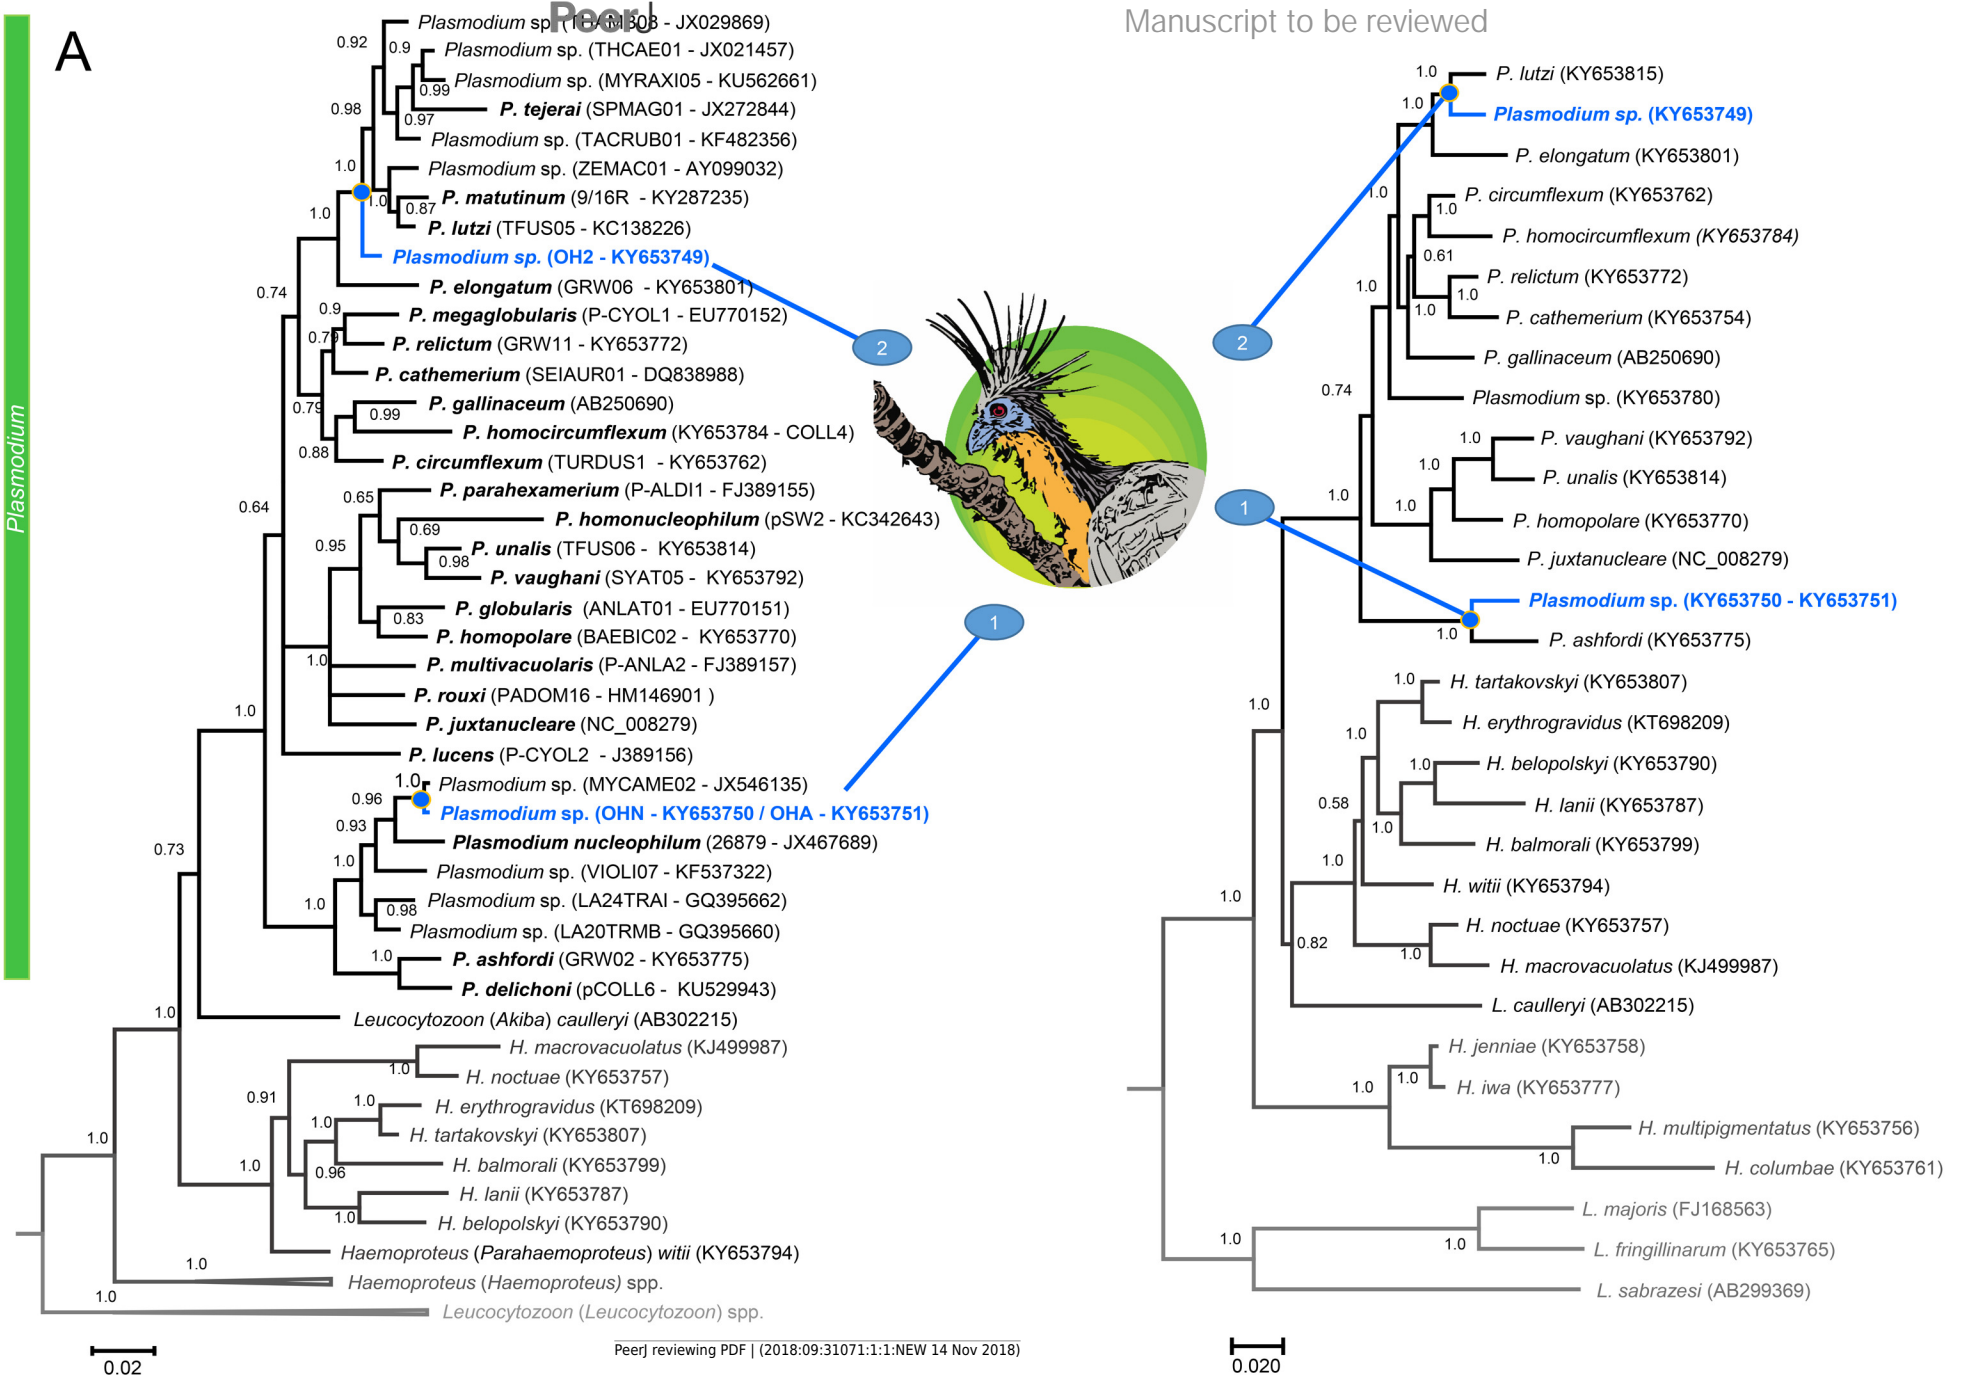 PeerJ
Manuscript to be reviewed
A
Plasmodium
Plasmodium sp. (THAMB08 - JX029869)
0.92
0.9
Plasmodium sp. (THCAE01 - JX021457)
Plasmodium sp. (MYRAXI05 - KU562661)
0.99
0.98
P. tejerai (SPMAG01 - JX272844)
0.97
Plasmodium sp. (TACRUB01 - KF482356)
1.0
Plasmodium sp. (ZEMAC01 - AY099032)
1.0
P. matutinum (9/16R - KY287235)
0.87
1.0
P. lutzi (TFUS05 - KC138226)
Plasmodium sp. (OH2 - KY653749)
0.74
P. elongatum (GRW06 - KY653801)
0.9
P. megaglobularis (P-CYOL1 - EU770152)
0.79
P. relictum (GRW11 - KY653772)
P. cathemerium (SEIAUR01 - DQ838988)
0.79
P. gallinaceum (AB250690)
0.99
P. homocircumflexum (KY653784 - COLL4)
0.88
P. circumflexum (TURDUS1 - KY653762)
0.65
P. parahexamerium (P-ALDI1 - FJ389155)
0.64
P. homonucleophilum (pSW2 - KC342643)
0.69
0.95
P. unalis (TFUS06 - KY653814)
0.98
P. vaughani (SYAT05 - KY653792)
P. globularis (ANLAT01 - EU770151)
0.83
P. homopolare (BAEBIC02 - KY653770)
1.0
P. multivacuolaris (P-ANLA2 - FJ389157)
P. rouxi (PADOM16 - HM146901 )
1.0
P. juxtanucleare (NC_008279)
P. lucens (P-CYOL2 - J389156)
1.0
Plasmodium sp. (MYCAME02 - JX546135)
0.96
Plasmodium sp. (OHN - KY653750 / OHA - KY653751)
0.93
Plasmodium nucleophilum (26879 - JX467689)
0.73
1.0
Plasmodium sp. (VIOLI07 - KF537322)
1.0
Plasmodium sp. (LA24TRAI - GQ395662)
0.98
Plasmodium sp. (LA20TRMB - GQ395660)
1.0
P. ashfordi (GRW02 - KY653775)
P. delichoni (pCOLL6 - KU529943)
1.0
Leucocytozoon (Akiba) caulleryi (AB302215)
H. macrovacuolatus (KJ499987)
1.0
H. noctuae (KY653757)
0.91
1.0
H. erythrogravidus (KT698209)
1.0
H. tartakovskyi (KY653807)
1.0
1.0
H. balmorali (KY653799)
0.96
H. lanii (KY653787)
1.0
H. belopolskyi (KY653790)
Haemoproteus (Parahaemoproteus) witii (KY653794)
1.0
Haemoproteus (Haemoproteus) spp.
1.0
Leucocytozoon (Leucocytozoon) spp.
0.02
2
1
2
1
1.0
P. lutzi (KY653815)
1.0
Plasmodium sp. (KY653749)
P. elongatum (KY653801)
1.0
P. circumflexum (KY653762)
1.0
P. homocircumflexum (KY653784)
0.61
P. relictum (KY653772)
1.0
1.0
1.0
P. cathemerium (KY653754)
P. gallinaceum (AB250690)
0.74
Plasmodium sp. (KY653780)
1.0
P. vaughani (KY653792)
1.0
P. unalis (KY653814)
1.0
1.0
P. homopolare (KY653770)
P. juxtanucleare (NC_008279)
Plasmodium sp. (KY653750 - KY653751)
1.0
P. ashfordi (KY653775)
1.0
H. tartakovskyi (KY653807)
1.0
H. erythrogravidus (KT698209)
1.0
1.0
H. belopolskyi (KY653790)
0.58
H. lanii (KY653787)
1.0
H. balmorali (KY653799)
1.0
H. witii (KY653794)
1.0
H. noctuae (KY653757)
0.82
1.0
H. macrovacuolatus (KJ499987)
L. caulleryi (AB302215)
H. jenniae (KY653758)
1.0
1.0
H. iwa (KY653777)
H. multipigmentatus (KY653756)
1.0
H. columbae (KY653761)
L. majoris (FJ168563)
1.0
1.0
L. fringillinarum (KY653765)
L. sabrazesi (AB299369)
0.020
PeerJ reviewing PDF | (2018:09:31071:1:1:NEW 14 Nov 2018)